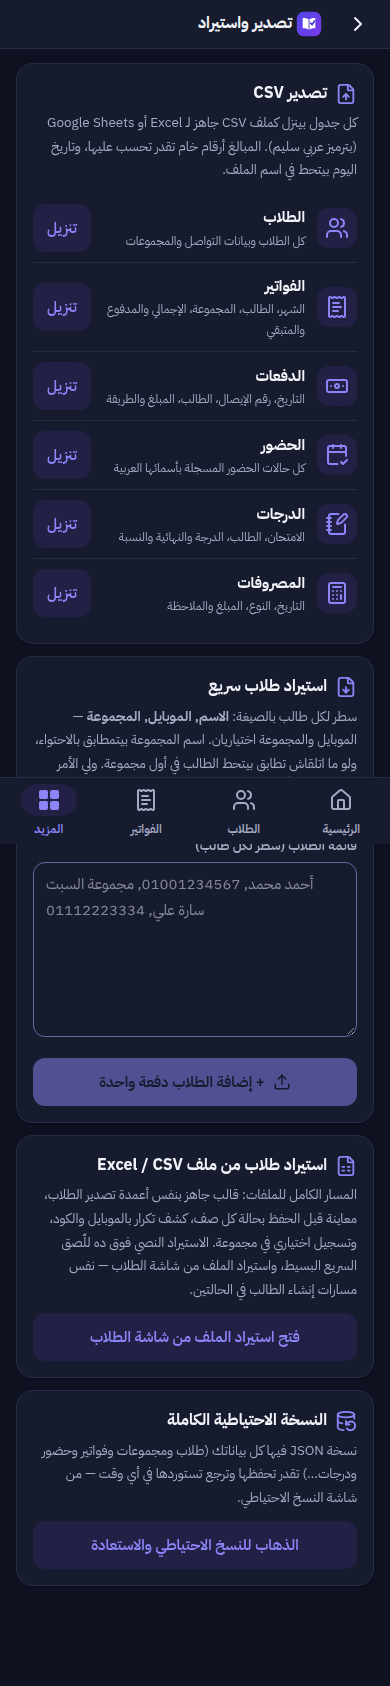 تصدير واستيراد
تصدير CSV
كل جدول بينزل كملف CSV جاهز لـ Excel أو Google Sheets
(بترميز عربي سليم). المبالغ أرقام خام تقدر تحسب عليها، وتاريخ
اليوم بيتحط في اسم الملف.
الطلاب
كل الطلاب وبيانات التواصل والمجموعات
تنزيل
الفواتير
الشهر، الطالب، المجموعة، الإجمالي والمدفوع
والمتبقي
تنزيل
الدفعات
التاريخ، رقم الإيصال، الطالب، المبلغ والطريقة
تنزيل
الحضور
كل حالات الحضور المسجلة بأسمائها العربية
تنزيل
الدرجات
الامتحان، الطالب، الدرجة والنهائية والنسبة
تنزيل
المصروفات
التاريخ، النوع، المبلغ والملاحظة
تنزيل
استيراد طلاب سريع
سطر لكل طالب بالصيغة: الاسم, الموبايل, المجموعة —
الموبايل والمجموعة اختياريان. اسم المجموعة بيتمطابق بالاحتواء،
ولو ما اتلقاش تطابق بيتحط الطالب في أول مجموعة. ولي الأمر
الرئيسية
الطلاب
الفواتير
المزيد
قائمة الطلاب (سطر لكل طالب)
أحمد محمد, 01001234567, مجموعة السبت
سارة علي, 01112223334
+ إضافة الطلاب دفعة واحدة
استيراد طلاب من ملف Excel / CSV
المسار الكامل للملفات: قالب جاهز بنفس أعمدة تصدير الطلاب،
معاينة قبل الحفظ بحالة كل صف، كشف تكرار بالموبايل والكود،
وتسجيل اختياري في مجموعة. الاستيراد النصي فوق ده للّصق
السريع البسيط، واستيراد الملف من شاشة الطلاب — نفس
مسارات إنشاء الطالب في الحالتين.
فتح استيراد الملف من شاشة الطلاب
النسخة الاحتياطية الكاملة
نسخة JSON فيها كل بياناتك (طلاب ومجموعات وفواتير وحضور
ودرجات...) تقدر تحفظها وترجع تستوردها في أي وقت — من
شاشة النسخ الاحتياطي.
الذهاب للنسخ الاحتياطي والاستعادة